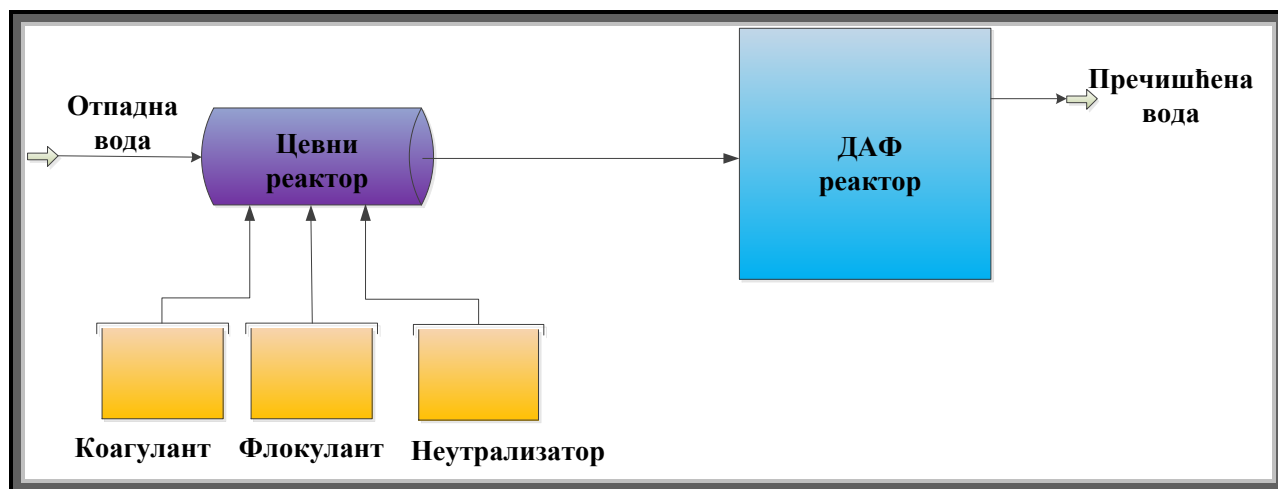 Отпадна
вода
Цевни
реактор
ДАФ
реактор
Пречишћена
вода
Коагулант
Флокулант
Неутрализатор